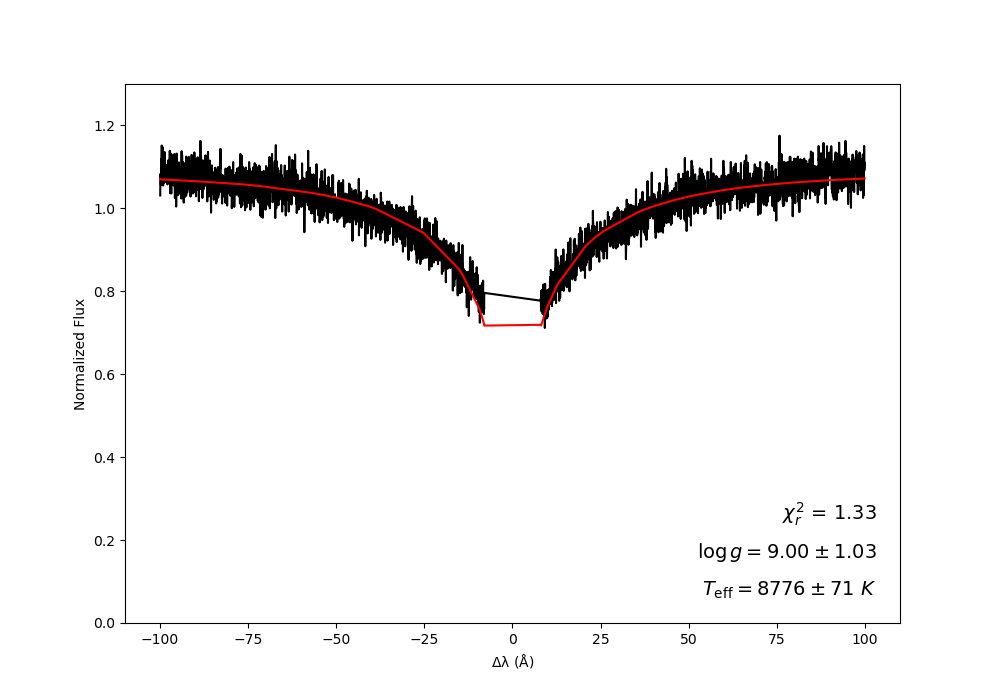 1.2
1.0
0.8
0.6
0.4
0.2
0.0
Normalized Flux
χ²ᵣ = 1.33
log g = 9.00 ± 1.03
T_eff = 8776 ± 71 K
−100 −75 −50 −25 0 25 50 75 100
Δλ (Å)